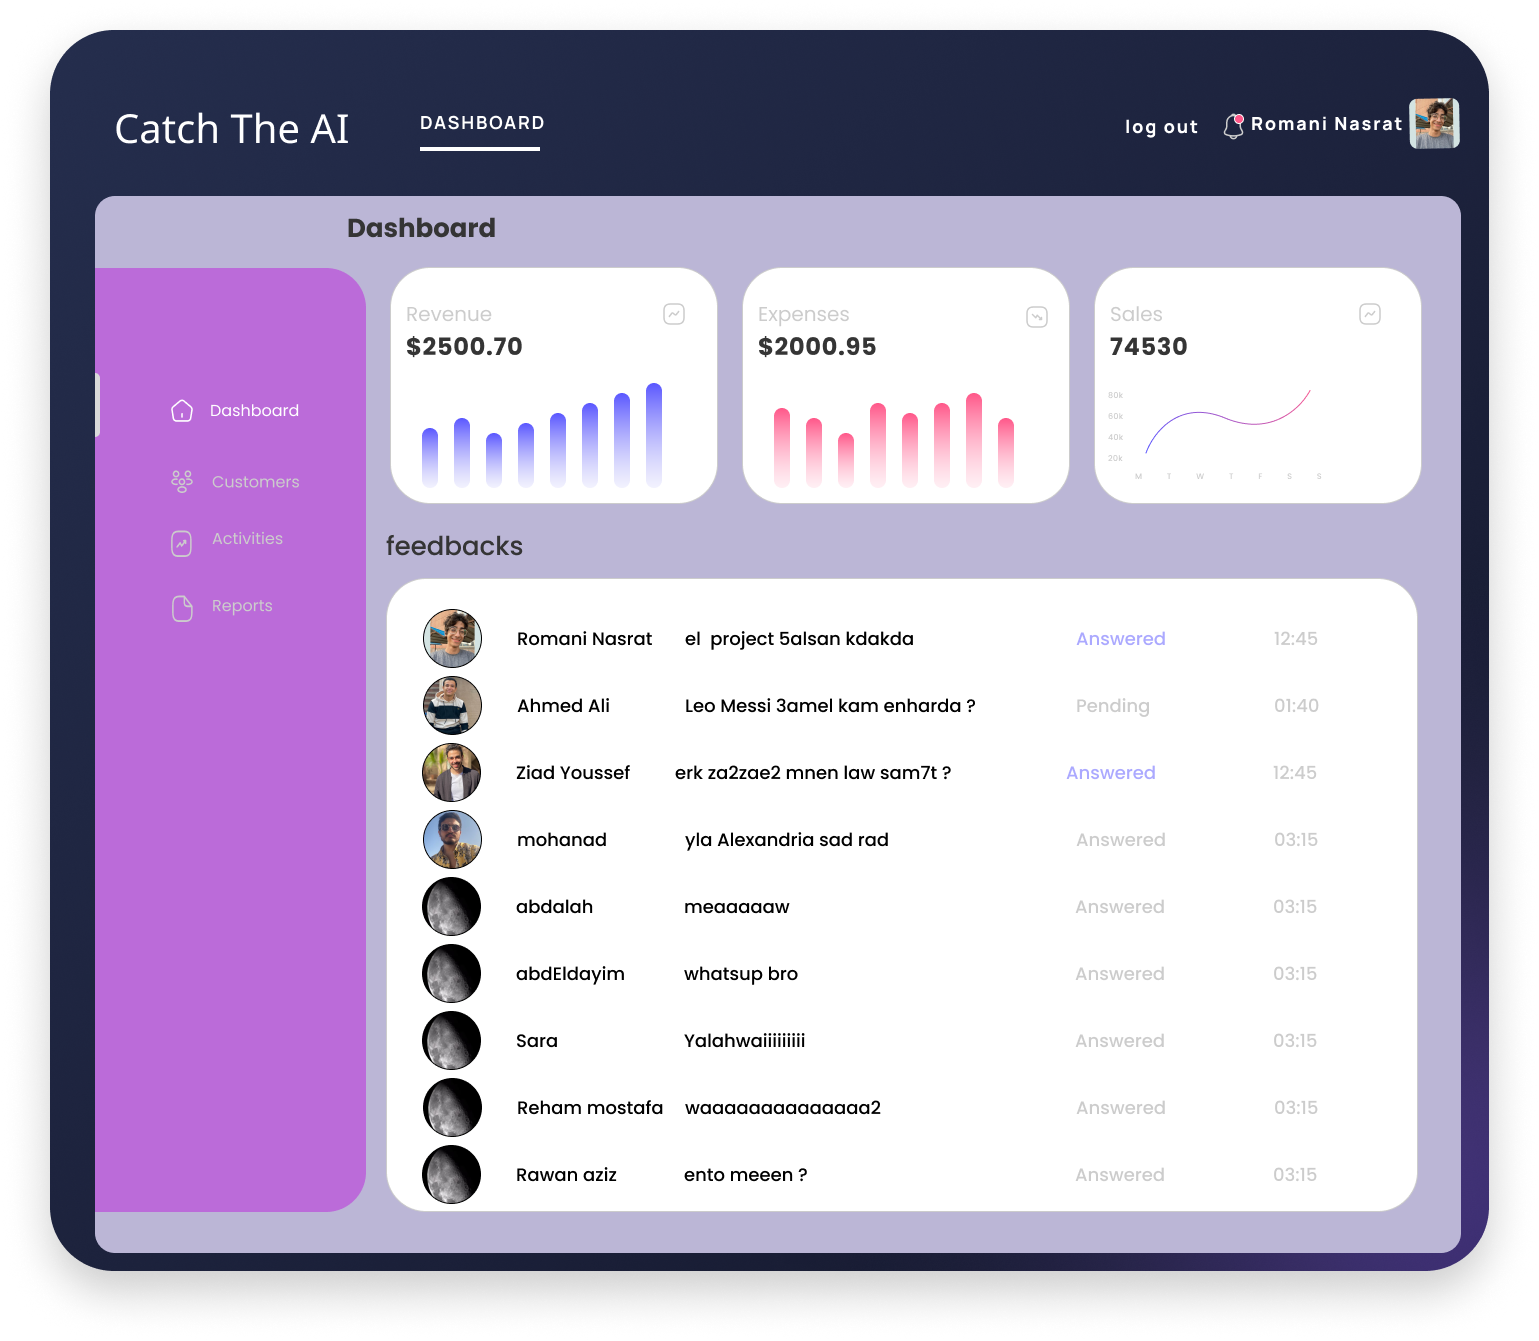 Catch The AI
DASHBOARD
log out
Romani Nasrat
Dashboard
Dashboard
Customers
Activities
Reports
Revenue
$2500.70
Expenses
$2000.95
Sales
74530
80k
60k
40k
20k
M T W T F S S
feedbacks
Romani Nasrat el project 5alsan kdakda Answered 12:45
Ahmed Ali Leo Messi 3amel kam enharda ? Pending 01:40
Ziad Youssef erk za2zae2 mnen law sam7t ? Answered 12:45
mohanad yla Alexandria sad rad Answered 03:15
abdalah meaaaaaw Answered 03:15
abdEldayim whatsup bro Answered 03:15
Sara Yalahwaiiiiiiiii Answered 03:15
Reham mostafa waaaaaaaaaaaaaa2 Answered 03:15
Rawan aziz ento meeen ? Answered 03:15